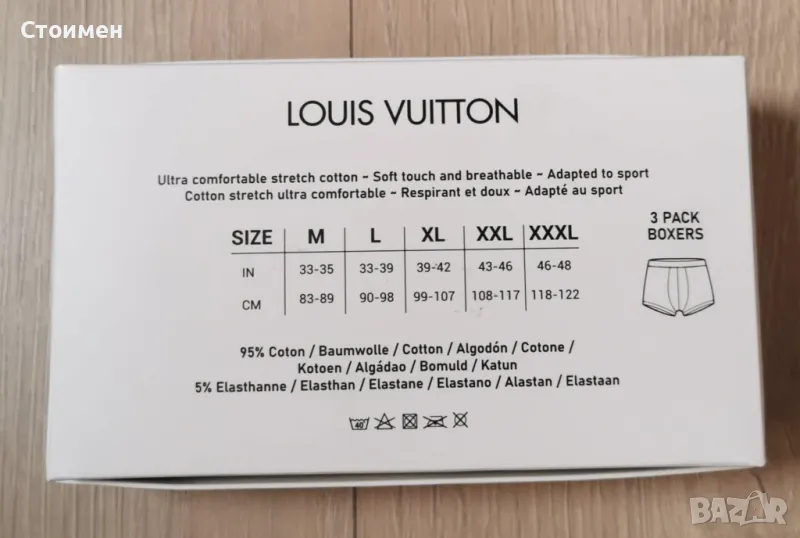 Стоимен
LOUIS VUITTON
Ultra comfortable stretch cotton ~ Soft touch and breathable ~ Adapted to sport
Cotton stretch ultra comfortable ~ Respirant et doux ~ Adapté au sport
3 PACK
BOXERS
SIZE M L XL XXL XXXL
IN 33-35 33-39 39-42 43-46 46-48
CM 83-89 90-98 99-107 108-117 118-122
95% Coton / Baumwolle / Cotton / Algodón / Cotone /
Kotoen / Algádao / Bomuld / Katun
5% Elasthanne / Elasthan / Elastane / Elastano / Alastan / Elastaan
40°
BAZAR